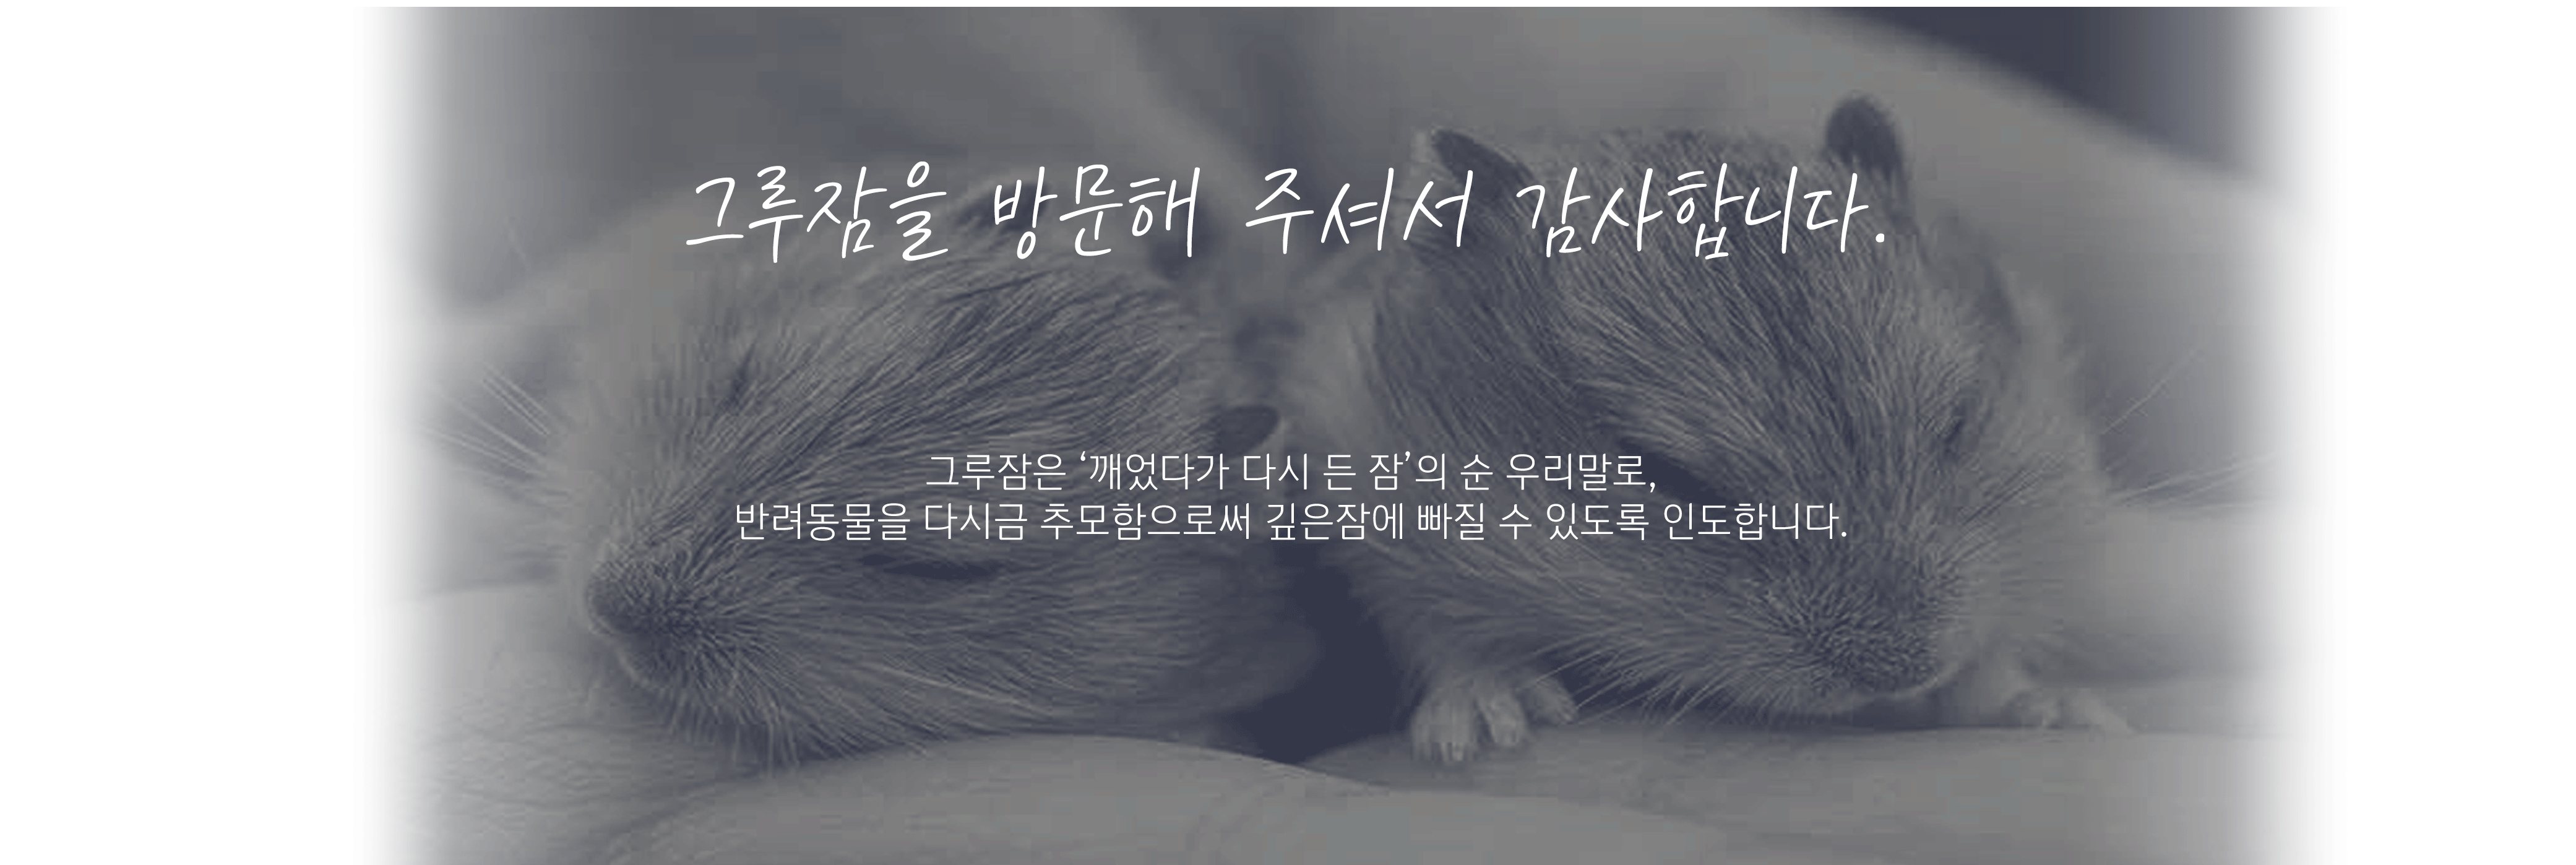 그루잠을 방문해 주셔서 감사합니다.
그루잠은 ‘깨었다가 다시 든 잠’의 순 우리말로,
반려동물을 다시금 추모함으로써 깊은잠에 빠질 수 있도록 인도합니다.